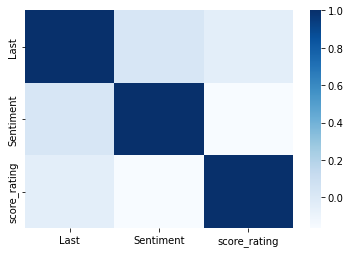 Last
Sentiment
score_rating
Last
Sentiment
score_rating
1.0
0.8
0.6
0.4
0.2
0.0